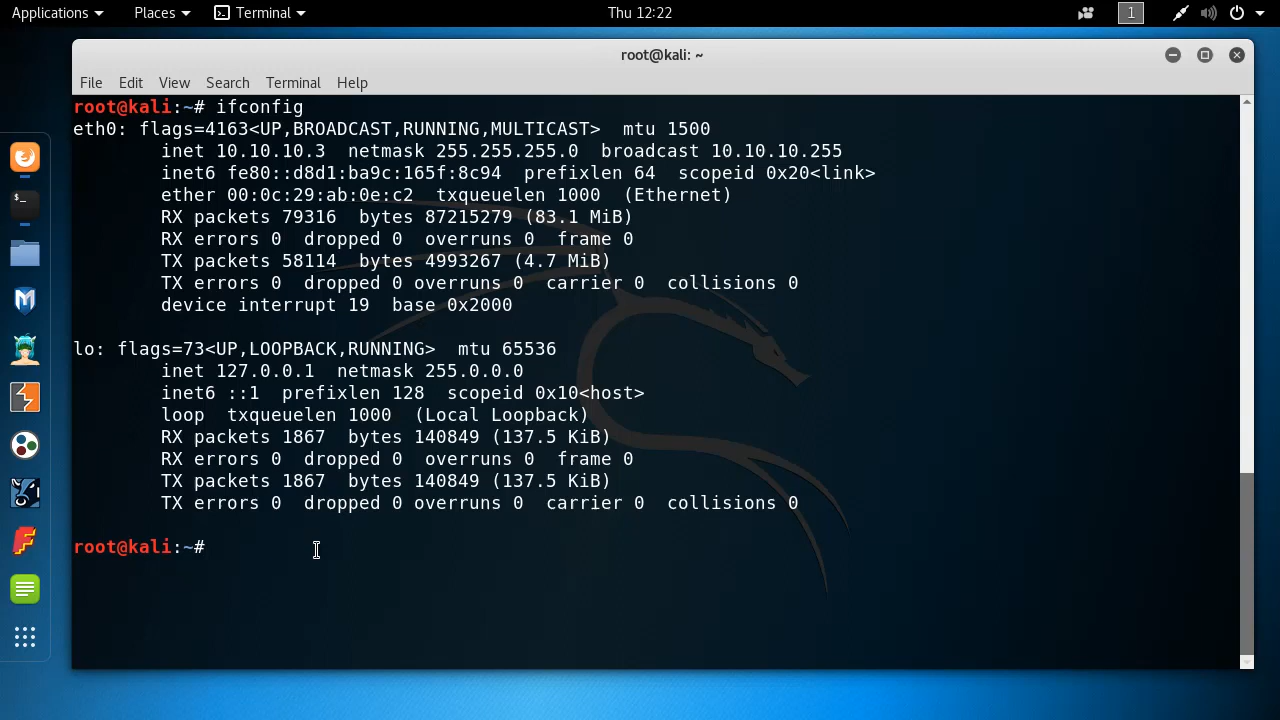 Applications Places Terminal Thu 12:22 1
root@kali: ~
File Edit View Search Terminal Help
root@kali:~# ifconfig
eth0: flags=4163<UP,BROADCAST,RUNNING,MULTICAST>  mtu 1500
        inet 10.10.10.3  netmask 255.255.255.0  broadcast 10.10.10.255
        inet6 fe80::d8d1:ba9c:165f:8c94  prefixlen 64  scopeid 0x20<link>
        ether 00:0c:29:ab:0e:c2  txqueuelen 1000  (Ethernet)
        RX packets 79316  bytes 87215279 (83.1 MiB)
        RX errors 0  dropped 0  overruns 0  frame 0
        TX packets 58114  bytes 4993267 (4.7 MiB)
        TX errors 0  dropped 0 overruns 0  carrier 0  collisions 0
        device interrupt 19  base 0x2000
lo: flags=73<UP,LOOPBACK,RUNNING>  mtu 65536
        inet 127.0.0.1  netmask 255.0.0.0
        inet6 ::1  prefixlen 128  scopeid 0x10<host>
        loop  txqueuelen 1000  (Local Loopback)
        RX packets 1867  bytes 140849 (137.5 KiB)
        RX errors 0  dropped 0  overruns 0  frame 0
        TX packets 1867  bytes 140849 (137.5 KiB)
        TX errors 0  dropped 0 overruns 0  carrier 0  collisions 0
root@kali:~#